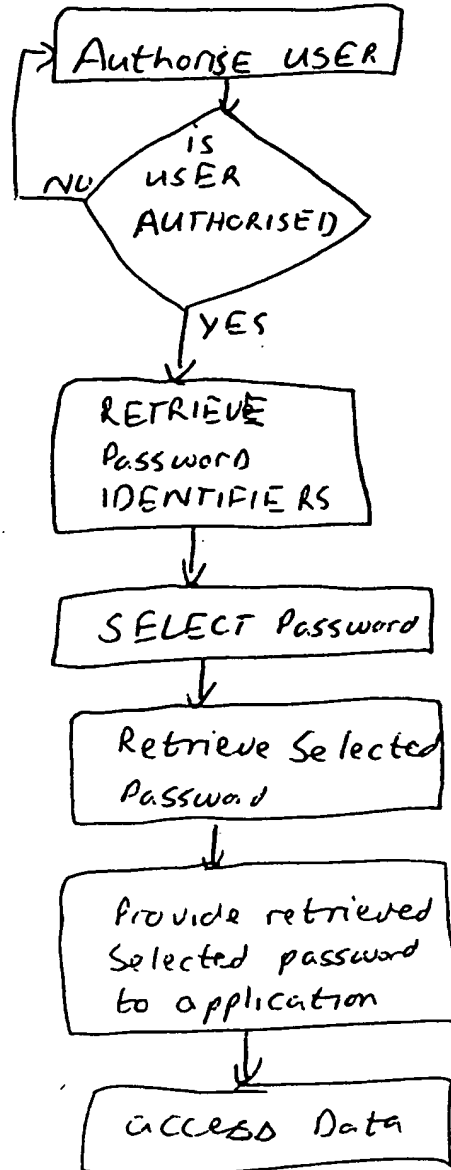 Authorise USER
is
USER
AUTHORISED
NO
YES
RETRIEVE
Password
IDENTIFIERS
SELECT Password
Retrieve Selected
Password
Provide retrieved
Selected password
to application
access Data